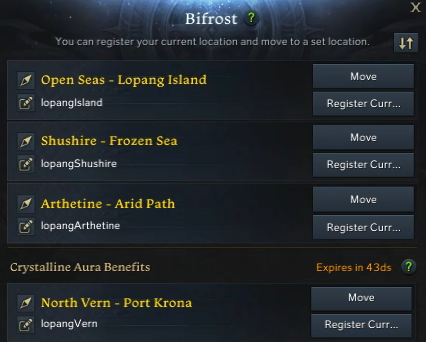 Bifrost ?
You can register your current location and move to a set location.
Open Seas - Lopang Island
Move
lopangIsland
Register Curr...
Shushire - Frozen Sea
Move
lopangShushire
Register Curr...
Arthetine - Arid Path
Move
lopangArthetine
Register Curr...
Crystalline Aura Benefits
Expires in 43ds ?
North Vern - Port Krona
Move
lopangVern
Register Curr...